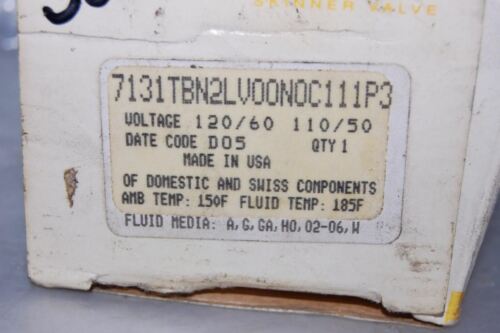 SKINNER VALVE
7131TBN2LV00N0C111P3
VOLTAGE 120/60 110/50
DATE CODE D05 QTY 1
MADE IN USA
OF DOMESTIC AND SWISS COMPONENTS
AMB TEMP: 150F FLUID TEMP: 185F
FLUID MEDIA: A, G, GA, HO, O2-O6, W